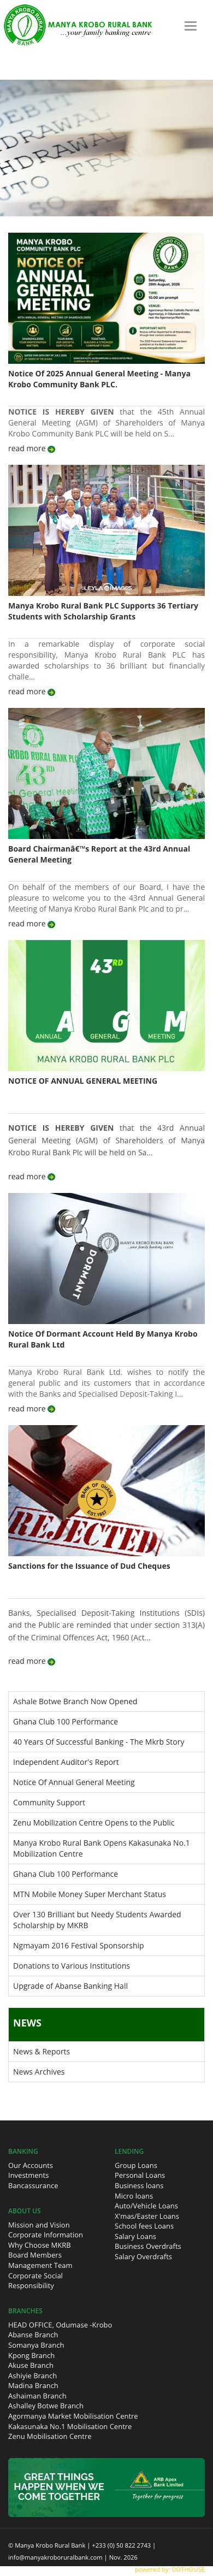 MANYA KROBO RURAL BANK
...your family banking centre
MANYA KROBO
COMMUNITY BANK PLC
NOTICE OF
ANNUAL
GENERAL
MEETING
Notice Of 2025 Annual General Meeting - Manya
Krobo Community Bank PLC.
NOTICE IS HEREBY GIVEN that the 45th Annual
General Meeting (AGM) of Shareholders of Manya
Krobo Community Bank PLC will be held on S...
read more
LEYLA IMAGES
Manya Krobo Rural Bank PLC Supports 36 Tertiary
Students with Scholarship Grants
In a remarkable display of corporate social
responsibility, Manya Krobo Rural Bank PLC has
awarded scholarships to 36 brilliant but financially
challe...
read more
43RD
Board Chairmanâ€™s Report at the 43rd Annual
General Meeting
On behalf of the members of our Board, I have the
pleasure to welcome you to the 43rd Annual General
Meeting of Manya Krobo Rural Bank Plc and to pr...
read more
43RD
A G M
ANNUAL GENERAL MEETING
MANYA KROBO RURAL BANK PLC
NOTICE OF ANNUAL GENERAL MEETING
NOTICE IS HEREBY GIVEN that the 43rd Annual
General Meeting (AGM) of Shareholders of Manya
Krobo Rural Bank Plc will be held on Sa...
read more
MANYA KROBO RURAL BANK
DORMANT
Notice Of Dormant Account Held By Manya Krobo
Rural Bank Ltd
Manya Krobo Rural Bank Ltd. wishes to notify the
general public and its customers that in accordance
with the Banks and Specialised Deposit-Taking I...
read more
BANK OF GHANA
EST. 1957
REJECTED
Sanctions for the Issuance of Dud Cheques
Banks, Specialised Deposit-Taking Institutions (SDIs)
and the Public are reminded that under section 313(A)
of the Criminal Offences Act, 1960 (Act...
read more
Ashale Botwe Branch Now Opened
Ghana Club 100 Performance
40 Years Of Successful Banking - The Mkrb Story
Independent Auditor's Report
Notice Of Annual General Meeting
Community Support
Zenu Mobilization Centre Opens to the Public
Manya Krobo Rural Bank Opens Kakasunaka No.1
Mobilization Centre
Ghana Club 100 Performance
MTN Mobile Money Super Merchant Status
Over 130 Brilliant but Needy Students Awarded
Scholarship by MKRB
Ngmayam 2016 Festival Sponsorship
Donations to Various Institutions
Upgrade of Abanse Banking Hall
NEWS
News & Reports
News Archives
BANKING
Our Accounts
Investments
Bancassurance
ABOUT US
Mission and Vision
Corporate Information
Why Choose MKRB
Board Members
Management Team
Corporate Social
Responsibility
LENDING
Group Loans
Personal Loans
Business loans
Micro loans
Auto/Vehicle Loans
X'mas/Easter Loans
School fees Loans
Salary Loans
Business Overdrafts
Salary Overdrafts
BRANCHES
HEAD OFFICE, Odumase -Krobo
Abanse Branch
Somanya Branch
Kpong Branch
Akuse Branch
Ashiyie Branch
Madina Branch
Ashaiman Branch
Ashalley Botwe Branch
Agormanya Market Mobilisation Centre
Kakasunaka No.1 Mobilisation Centre
Zenu Mobilisation Centre
GREAT THINGS
HAPPEN WHEN WE
COME TOGETHER
ARB Apex
Bank Limited
Together for progress
© Manya Krobo Rural Bank | +233 (0) 50 822 2743 |
info@manyakroboruralbank.com | Nov. 2026
powered by: DOTHOUSE